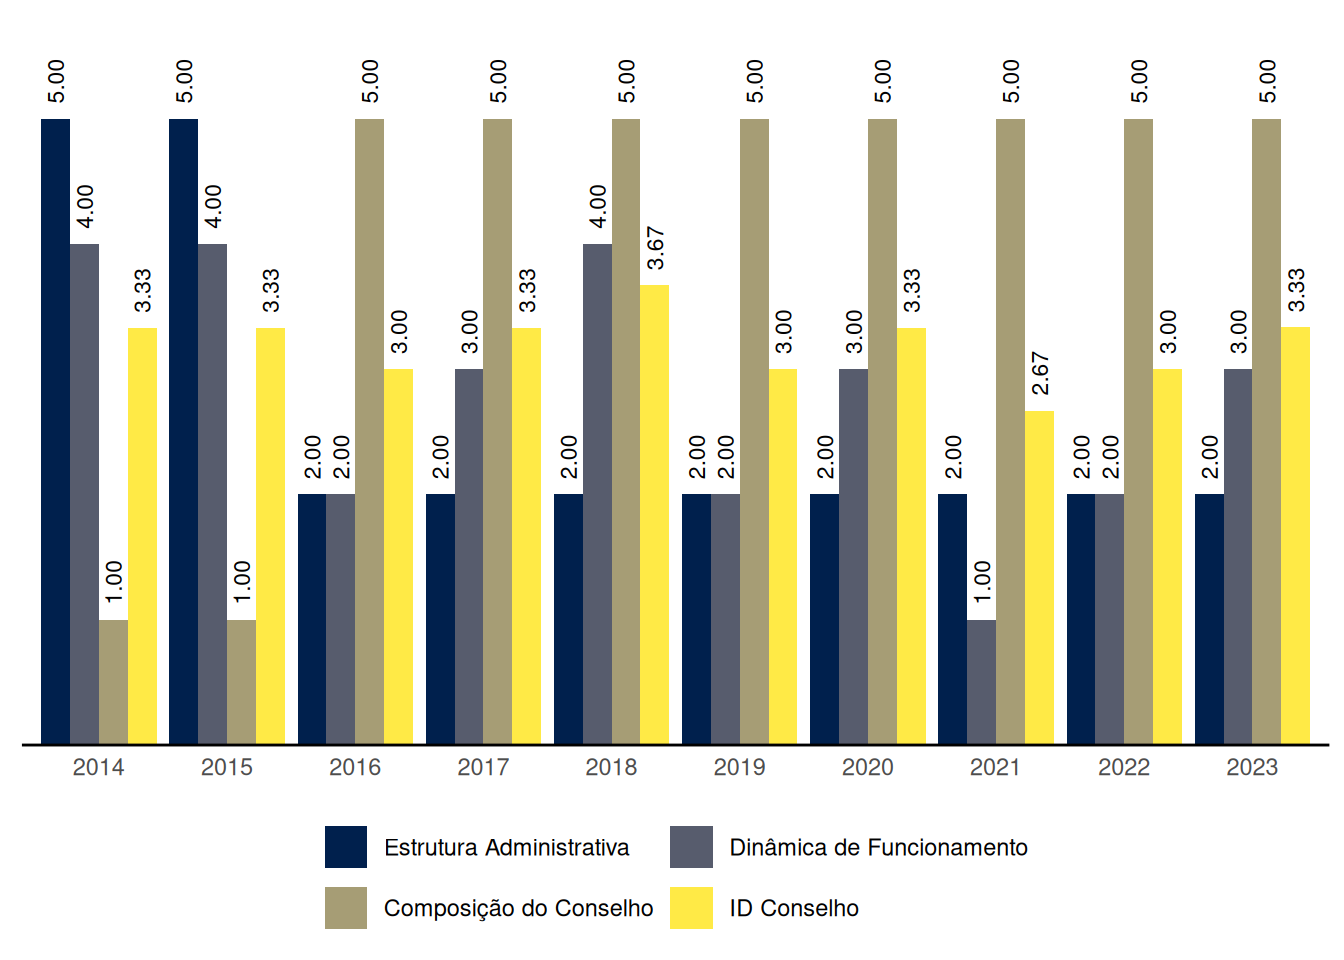 5.00 4.00 1.00 3.33 5.00 4.00 1.00 3.33 2.00 2.00 5.00 3.00 2.00 3.00 5.00 3.33 2.00 4.00 5.00 3.67 2.00 2.00 5.00 3.00 2.00 3.00 5.00 3.33 2.00 1.00 5.00 2.67 2.00 2.00 5.00 3.00 2.00 3.00 5.00 3.33
2014 2015 2016 2017 2018 2019 2020 2021 2022 2023
Estrutura Administrativa Dinâmica de Funcionamento
Composição do Conselho ID Conselho